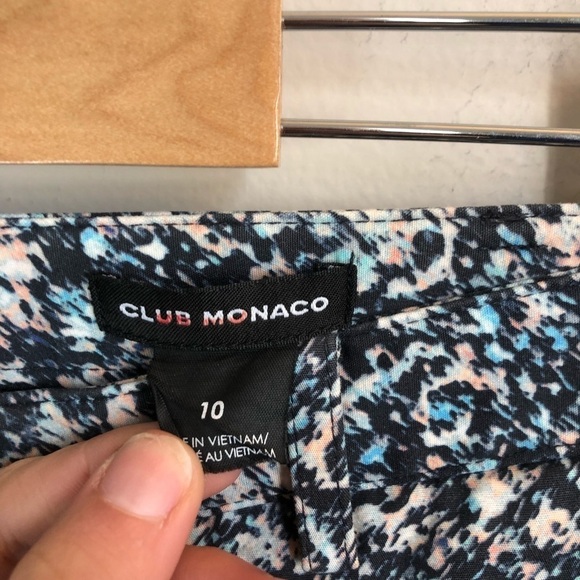 CLUB MONACO
10
IN VIETNAM/
AU VIETNAM